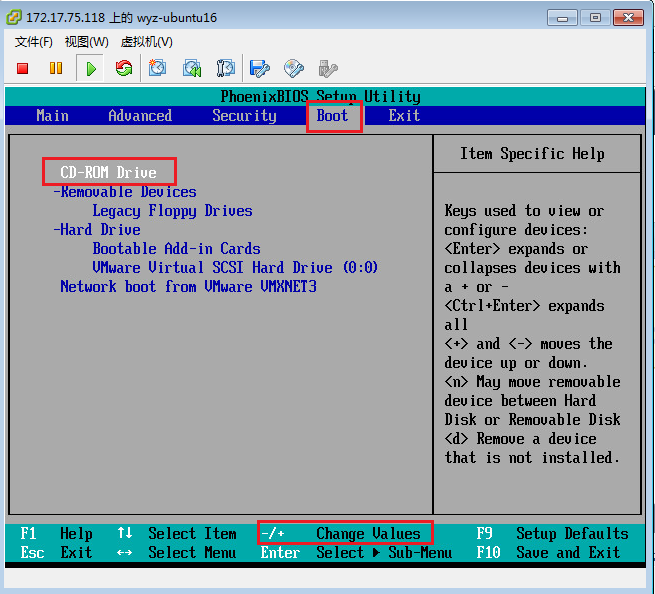 172.17.75.118 上的 wyz-ubuntu16
文件(F) 视图(W) 虚拟机(V)
PhoenixBIOS Setup Utility
Main Advanced Security Boot Exit
CD-ROM Drive
-Removable Devices
Legacy Floppy Drives
-Hard Drive
Bootable Add-in Cards
VMware Virtual SCSI Hard Drive (0:0)
Network boot from VMware VMXNET3
Item Specific Help
Keys used to view or
configure devices:
<Enter> expands or
collapses devices with
a + or -
<Ctrl+Enter> expands
all
<+> and <-> moves the
device up or down.
<n> May move removable
device between Hard
Disk or Removable Disk
<d> Remove a device
that is not installed.
F1 Help ↑↓ Select Item -/+ Change Values F9 Setup Defaults
Esc Exit ↔ Select Menu Enter Select ▶ Sub-Menu F10 Save and Exit